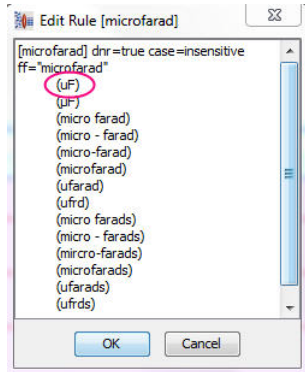 Edit Rule [microfarad]
[microfarad] dnr=true case=insensitive
ff="microfarad"
(uF)
(µF)
(micro farad)
(micro - farad)
(micro-farad)
(microfarad)
(ufarad)
(ufrd)
(micro farads)
(micro - farads)
(mircro-farads)
(microfarads)
(ufarads)
(ufrds)
OK Cancel